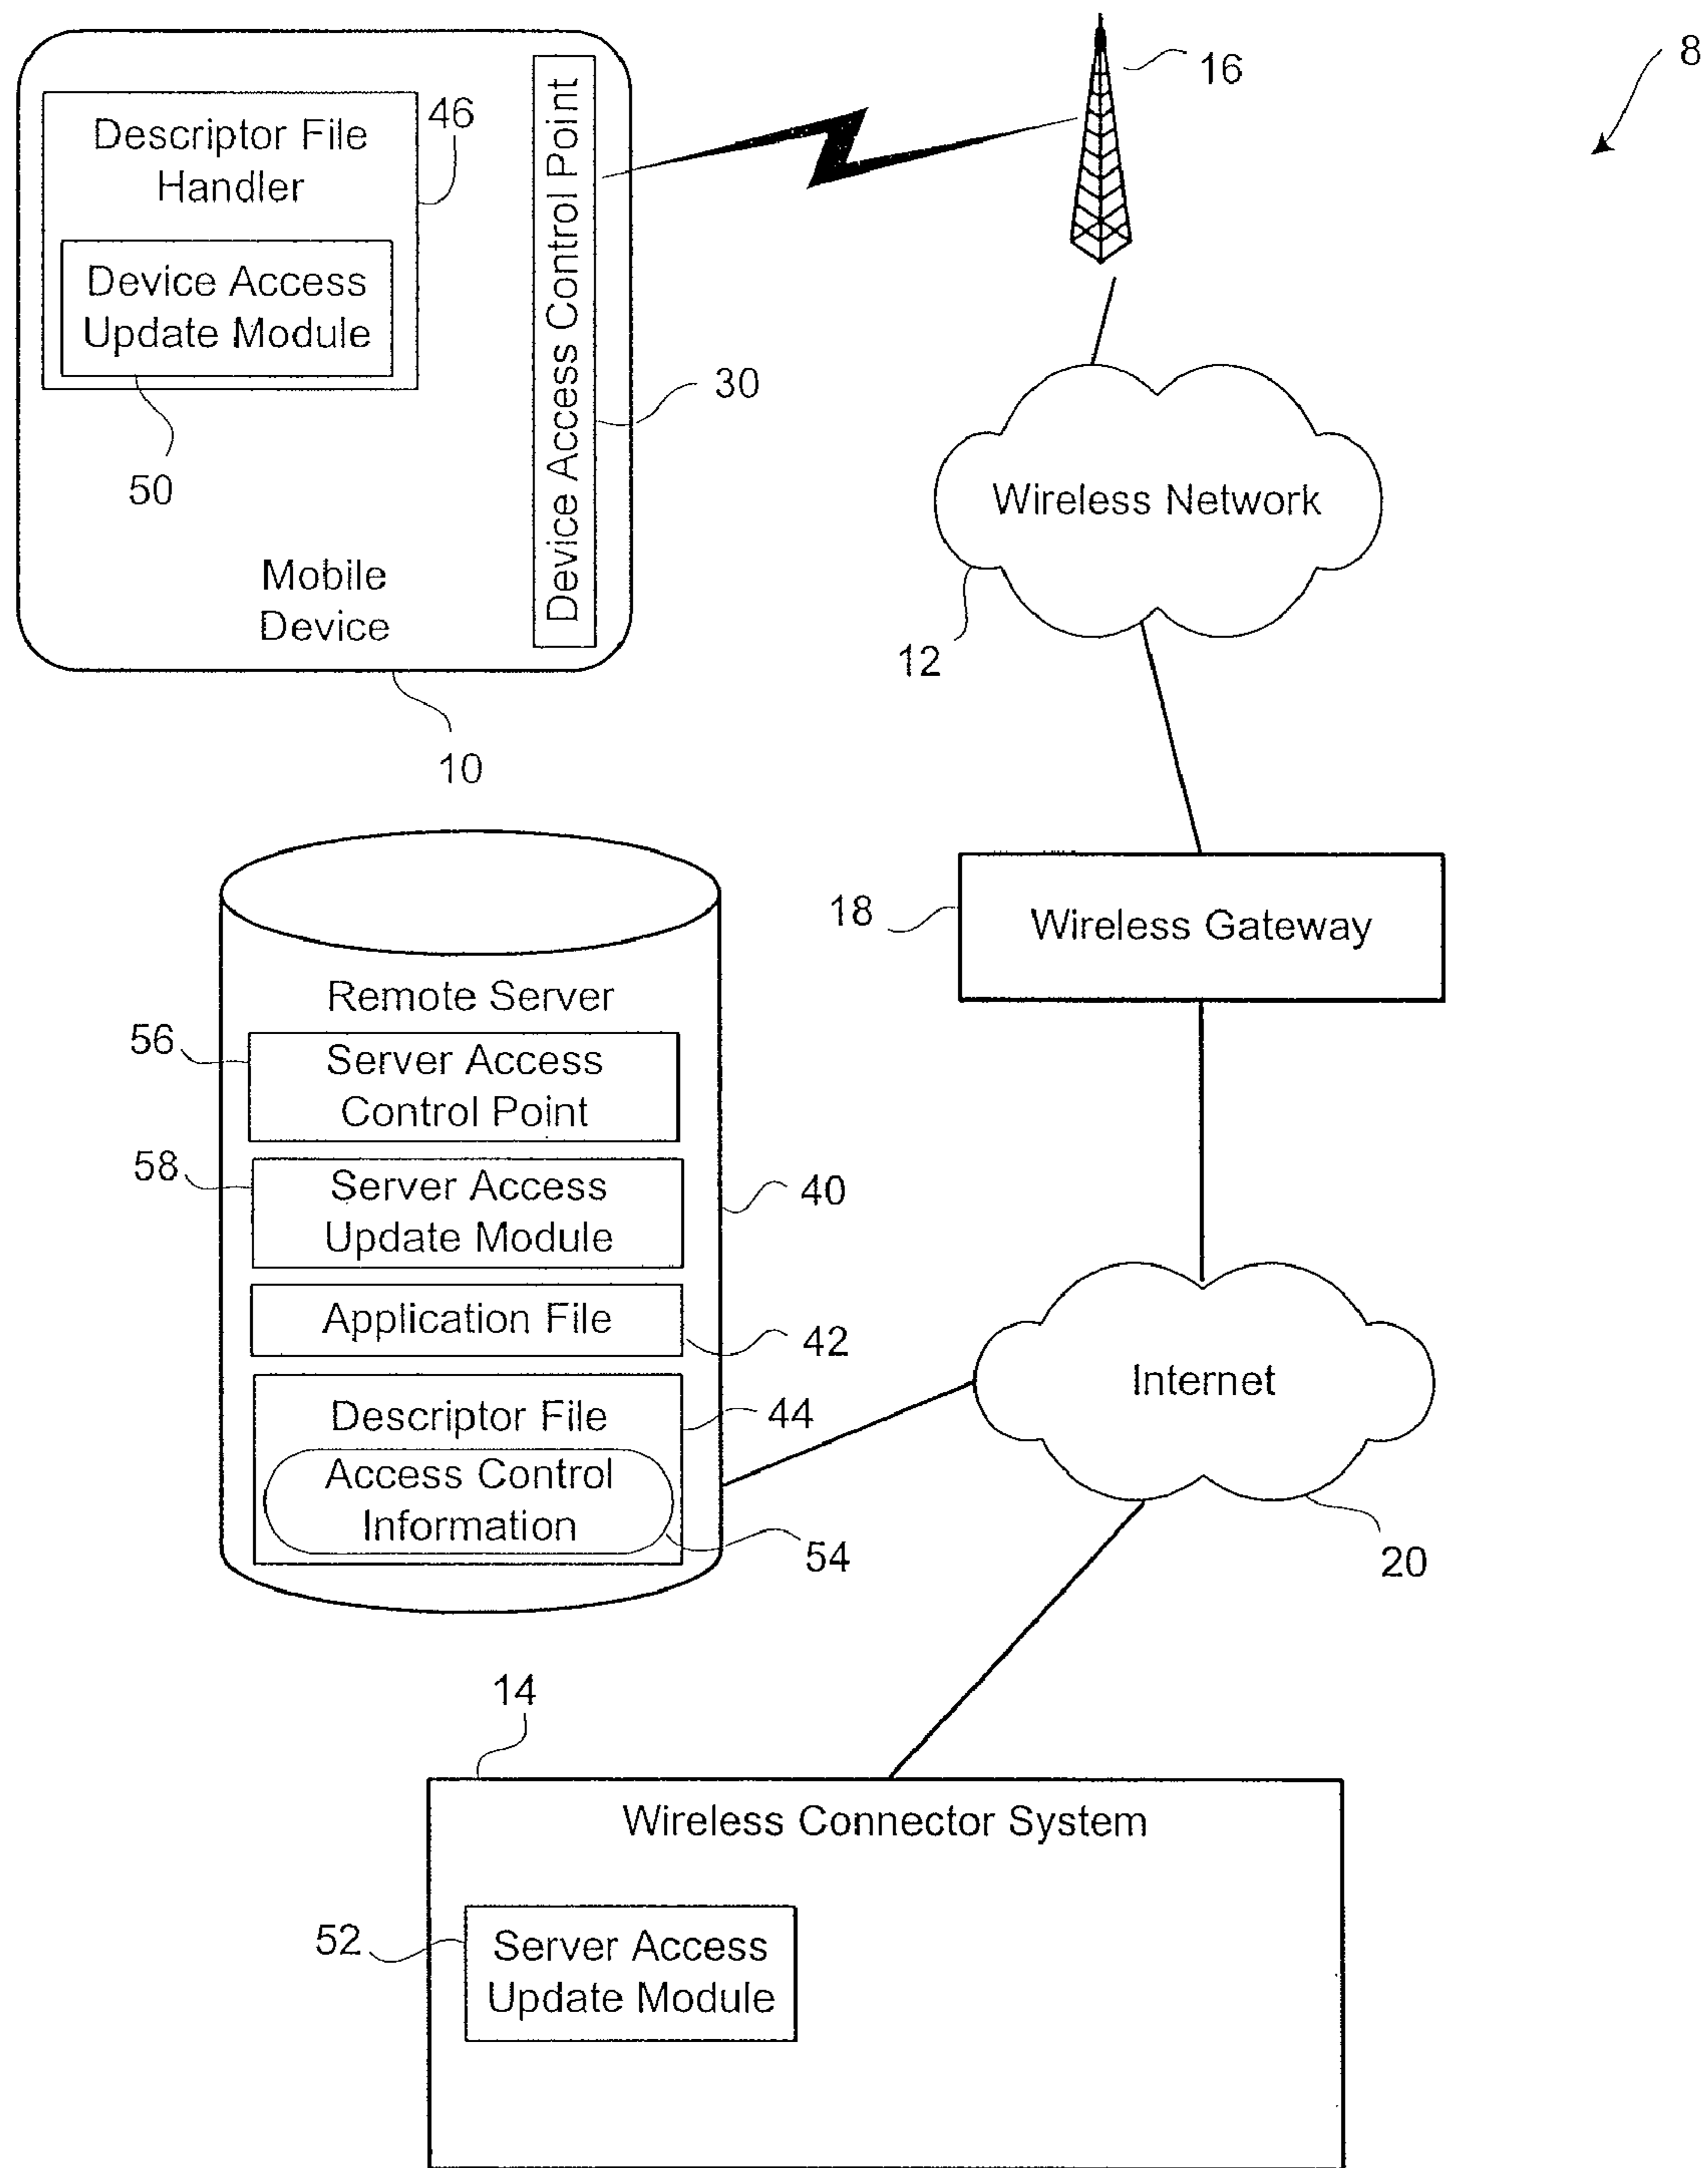 8
16
46
Descriptor File
Handler
Device Access
Update Module
50
Device Access Control Point
30
Mobile
Device
10
Wireless Network
12
18
Wireless Gateway
Remote Server
56
Server Access
Control Point
58
Server Access
Update Module
40
Application File
42
Descriptor File
44
Access Control
Information
54
Internet
20
14
Wireless Connector System
52
Server Access
Update Module